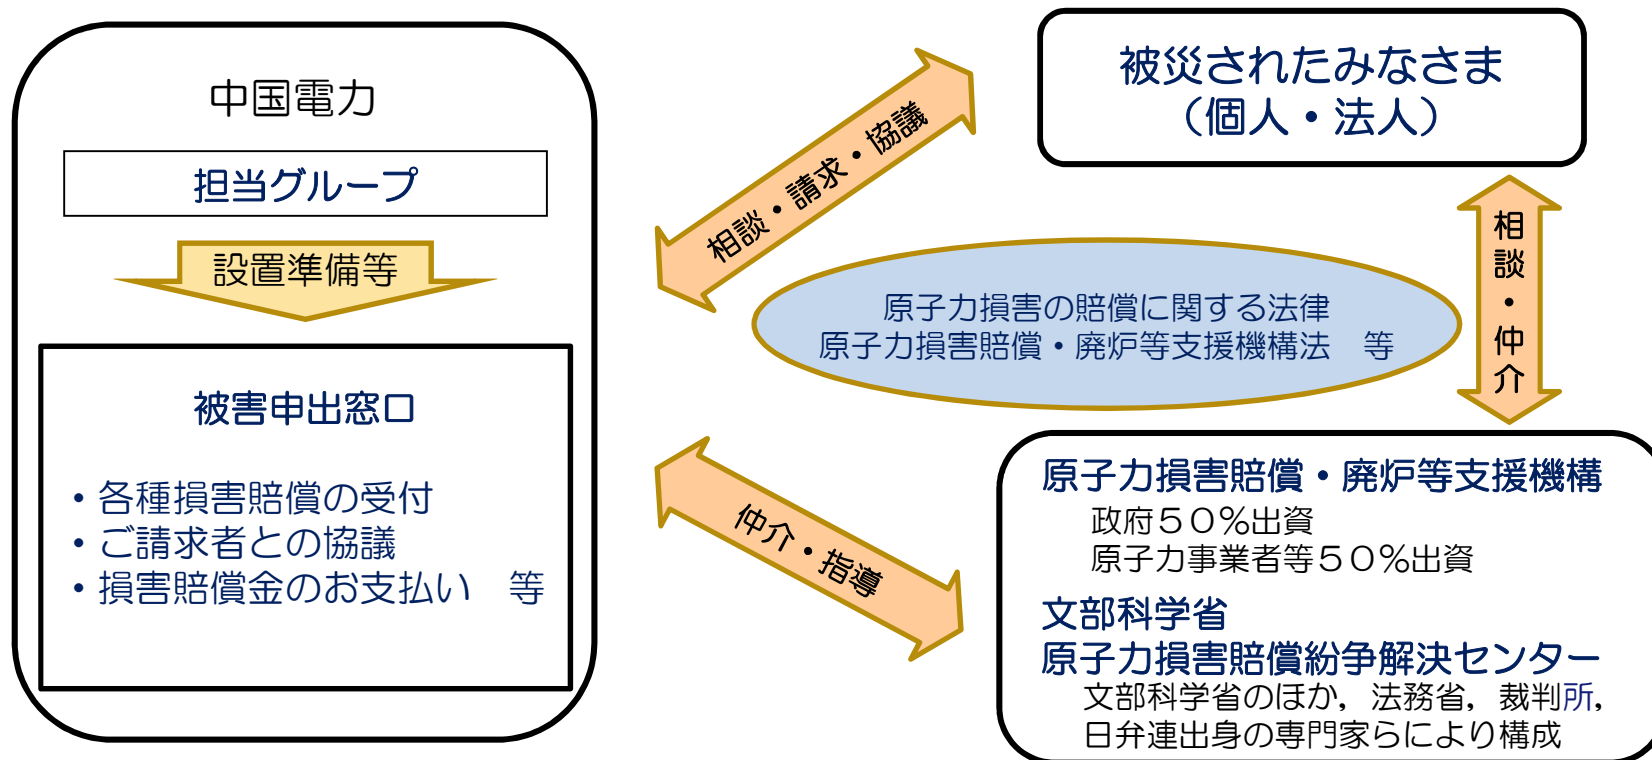 中国電力
担当グループ
設置準備等
被害申出窓口
・各種損害賠償の受付
・ご請求者との協議
・損害賠償金のお支払い　等
相談・請求・協議
被災されたみなさま
（個人・法人）
原子力損害の賠償に関する法律
原子力損害賠償・廃炉等支援機構法　等
相談・仲介
仲介・指導
原子力損害賠償・廃炉等支援機構
政府５０％出資
原子力事業者等５０％出資
文部科学省
原子力損害賠償紛争解決センター
文部科学省のほか，法務省，裁判所，
日弁連出身の専門家らにより構成